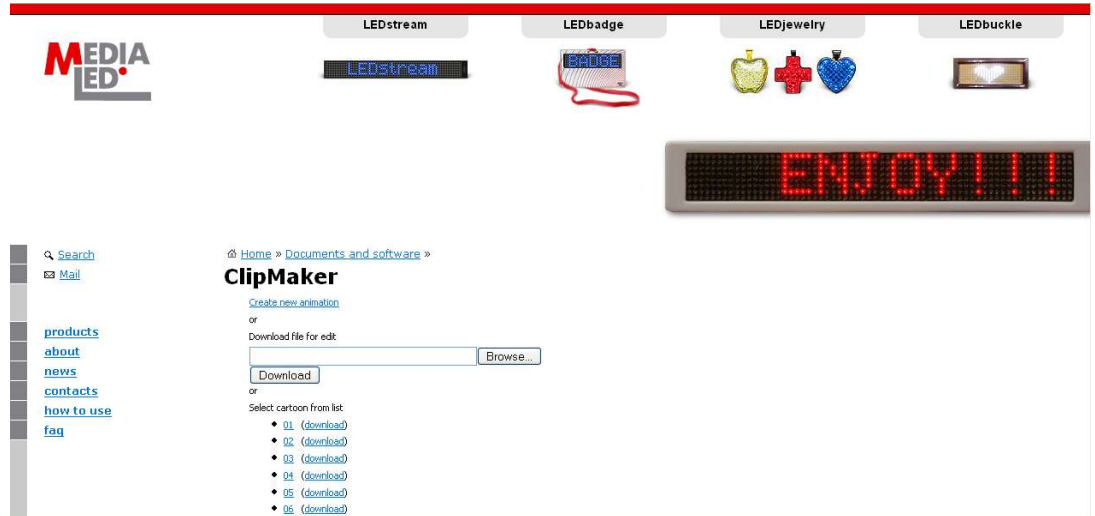 LEDstream LEDbadge LEDjewelry LEDbuckle
MEDIA
LED
LEDstream
BADGE
ENJOY!!!
Search
Mail
products
about
news
contacts
how to use
faq
Home » Documents and software »
ClipMaker
Create new animation
or
Download file for edit
Browse...
Download
or
Select cartoon from list
01 (download)
02 (download)
03 (download)
04 (download)
05 (download)
06 (download)